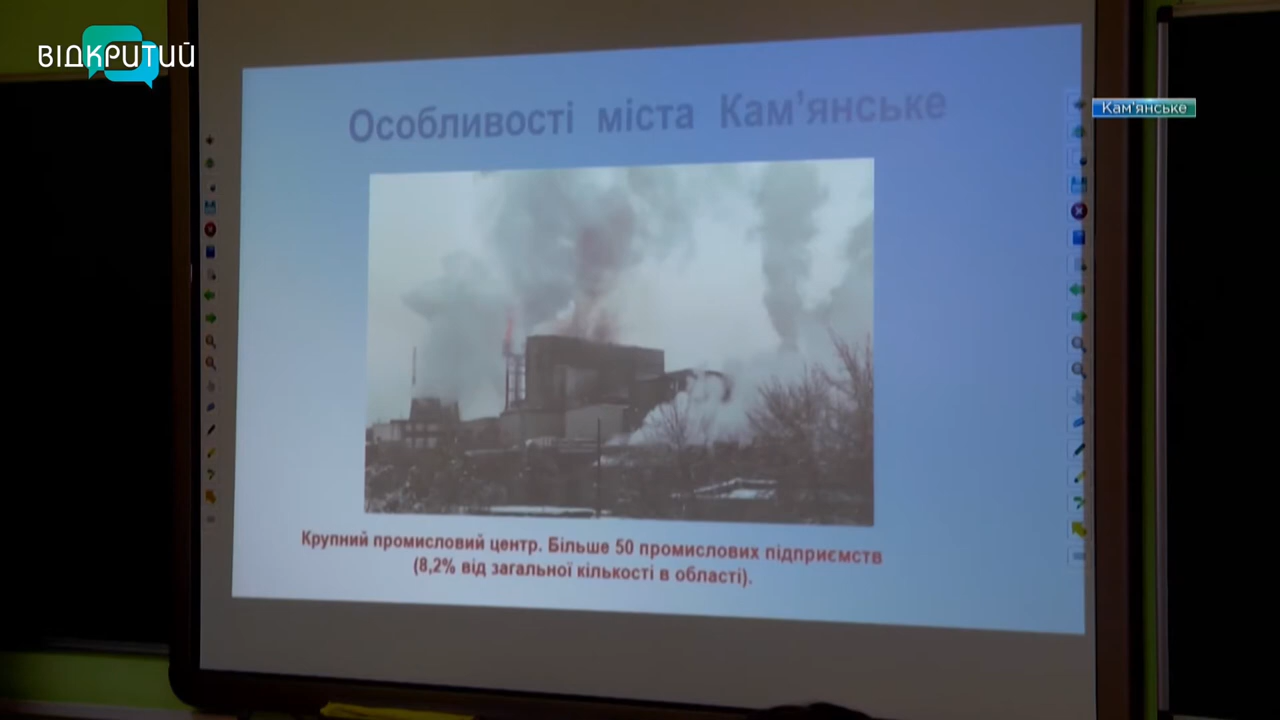 ВІДКРИТИЙ
Кам'янське
Особливості міста Кам’янське
Крупний промисловий центр. Більше 50 промислових підприємств
(8,2% від загальної кількості в області).